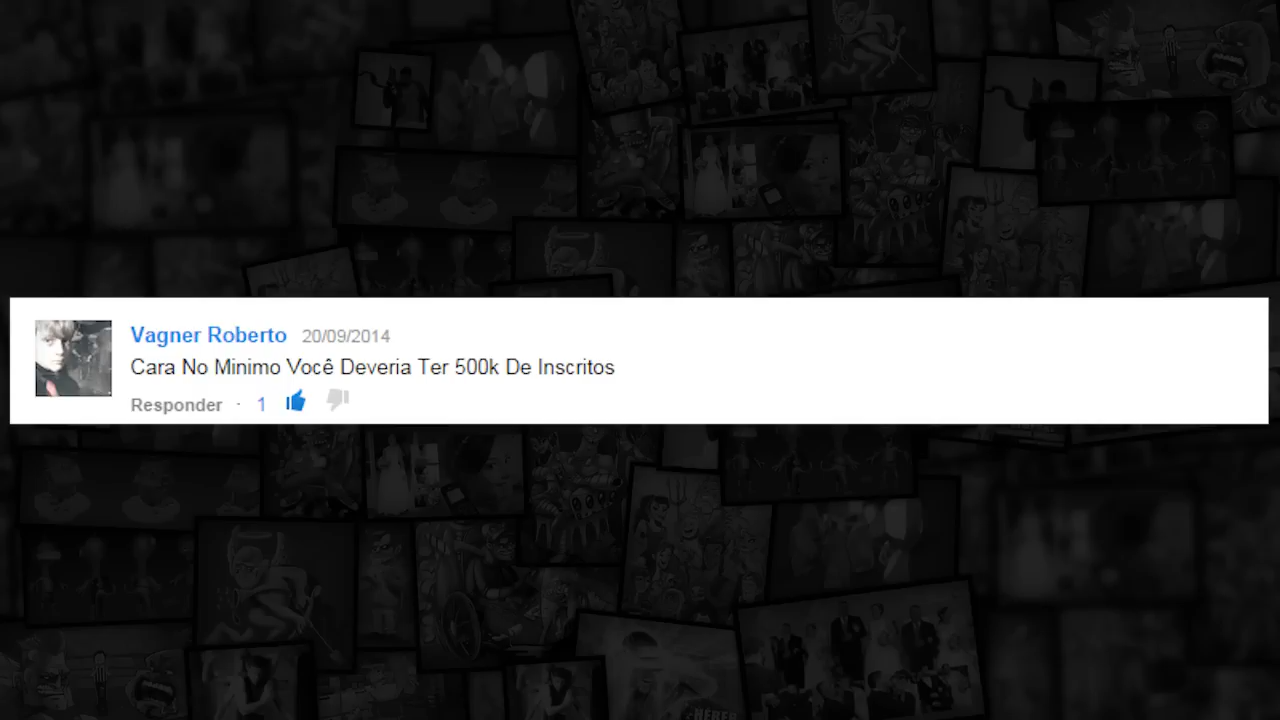 Vagner Roberto 20/09/2014
Cara No Minimo Você Deveria Ter 500k De Inscritos
Responder · 1